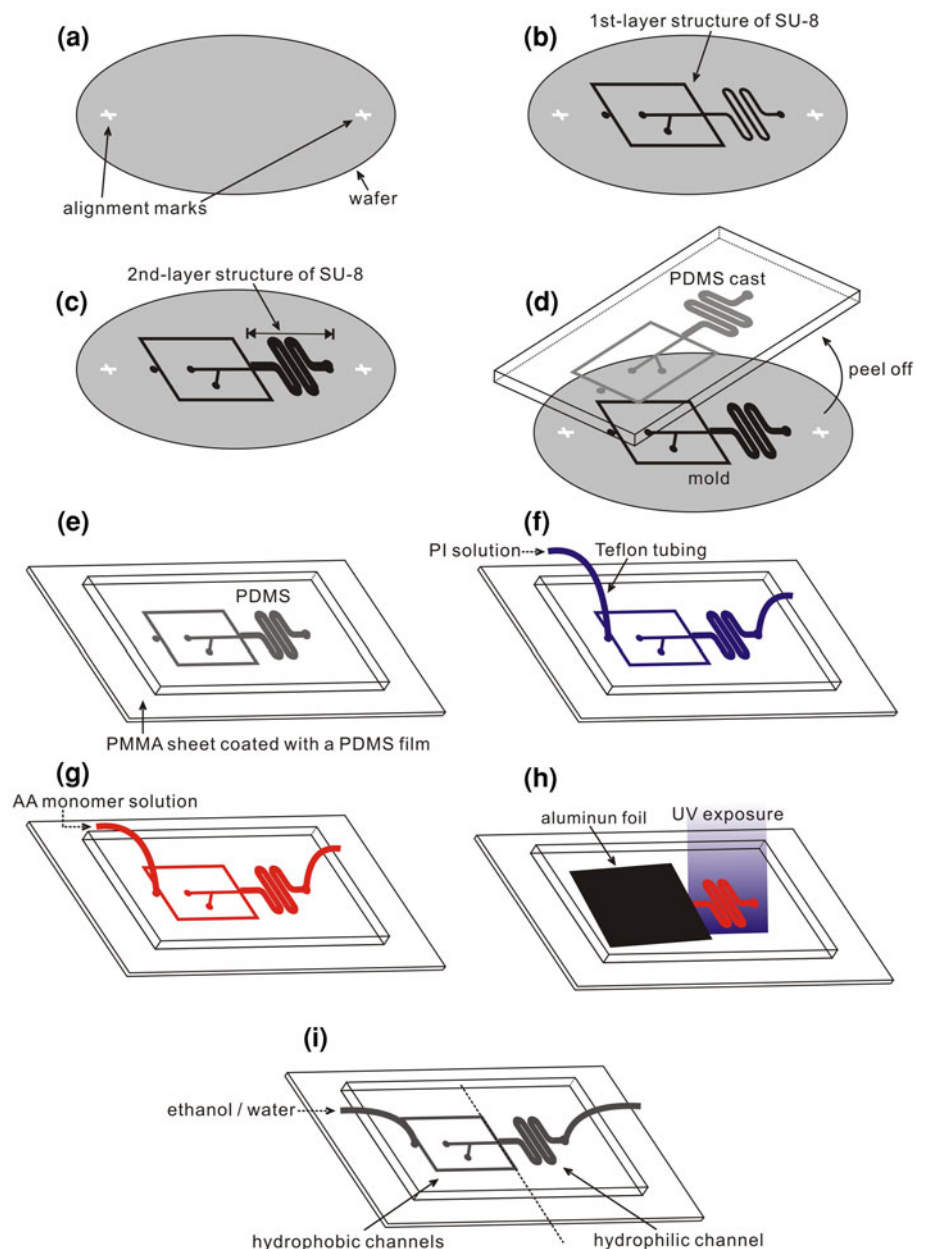 (a)
alignment marks
wafer
(b)
1st-layer structure of SU-8
(c)
2nd-layer structure of SU-8
(d)
PDMS cast
peel off
mold
(e)
PDMS
PMMA sheet coated with a PDMS film
(f)
PI solution
Teflon tubing
(g)
AA monomer solution
(h)
aluminun foil
UV exposure
(i)
ethanol / water
hydrophobic channels
hydrophilic channel